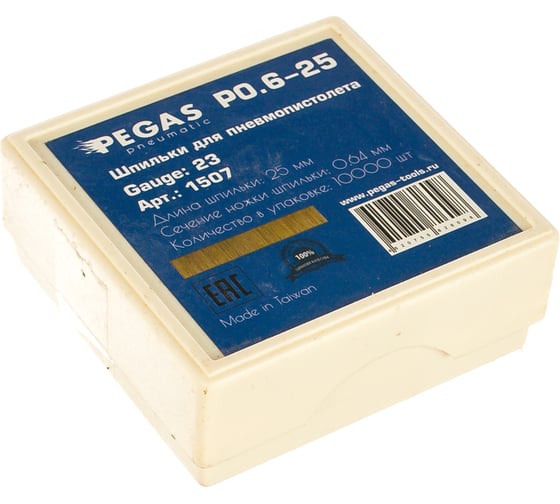 PEGAS
pneumatic
P0.6-25
Шпильки для пневмопистолета
Gauge: 23
Арт.: 1507
Длина шпильки: 25 мм
Сечение ножки шпильки: 0,64 мм
Количество в упаковке: 10000 шт
www.pegas-tools.ru
100%
EAC
Made in Taiwan